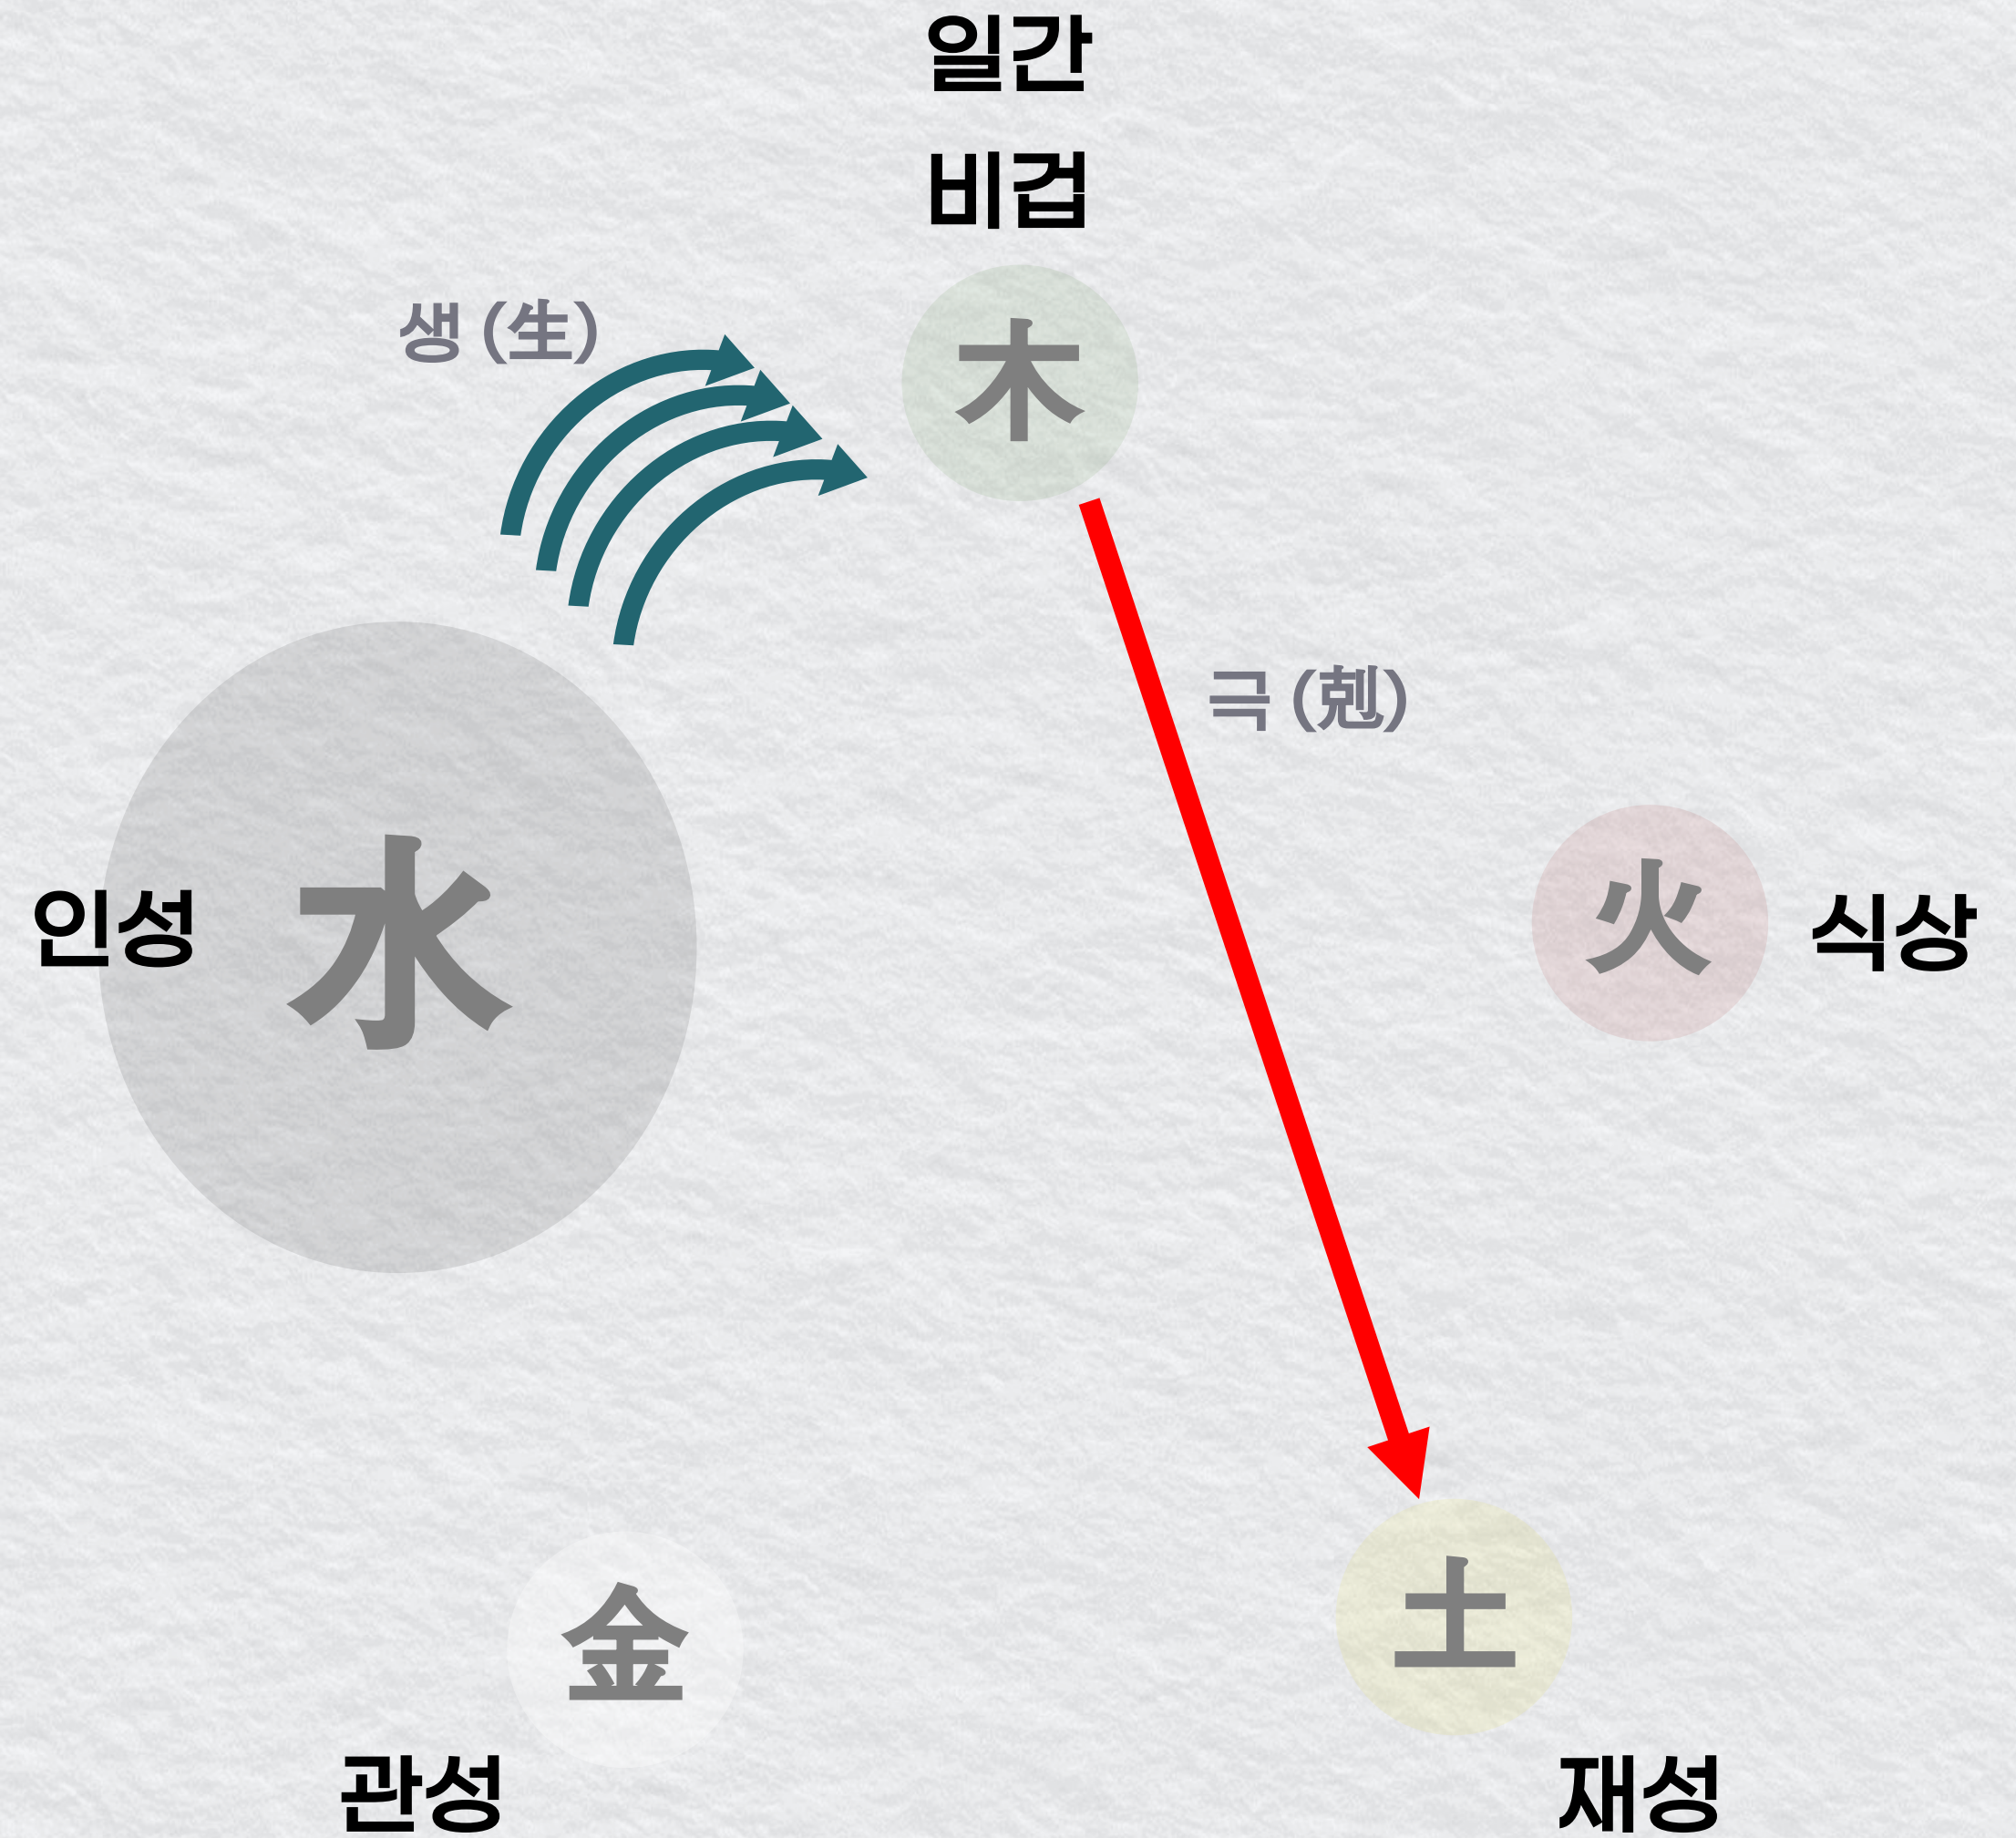 일간
비겁
생 (生)
木
극 (剋)
인성
水
火
식상
金
土
관성
재성